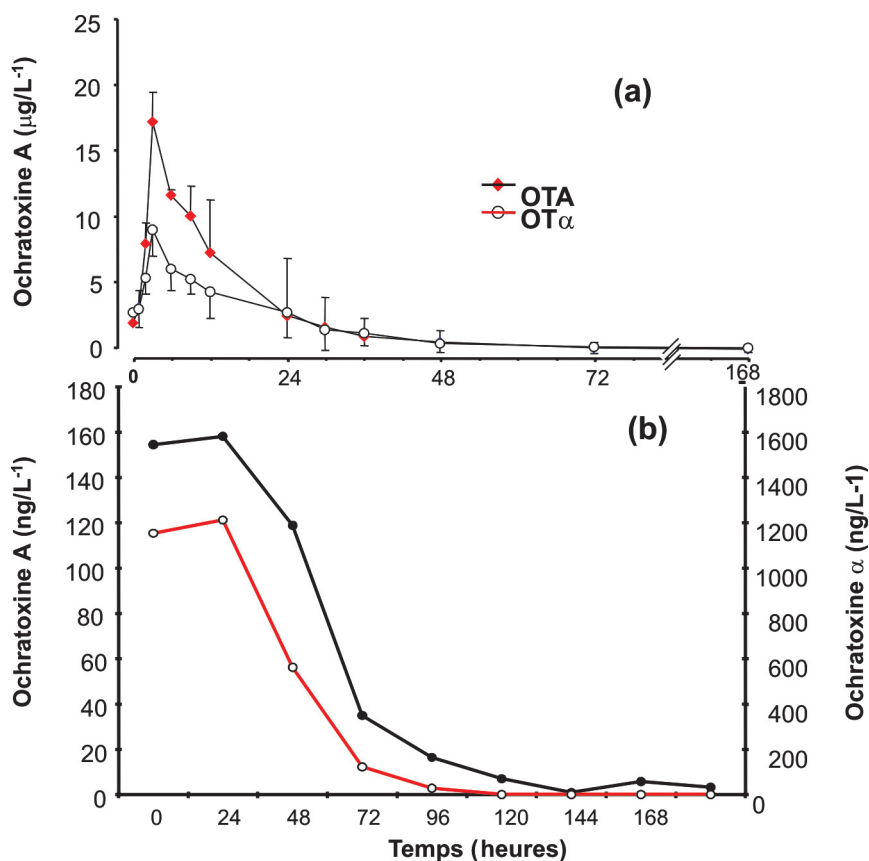 25
20
15
10
5
0
Ochratoxine A (µg/L-1)
(a)
OTA
OTα
0 24 48 72 168
180
160
140
120
100
80
60
40
20
0
Ochratoxine A (ng/L-1)
(b)
1800
1600
1400
1200
1000
800
600
400
200
0
Ochratoxine α (ng/L-1)
0 24 48 72 96 120 144 168
Temps (heures)